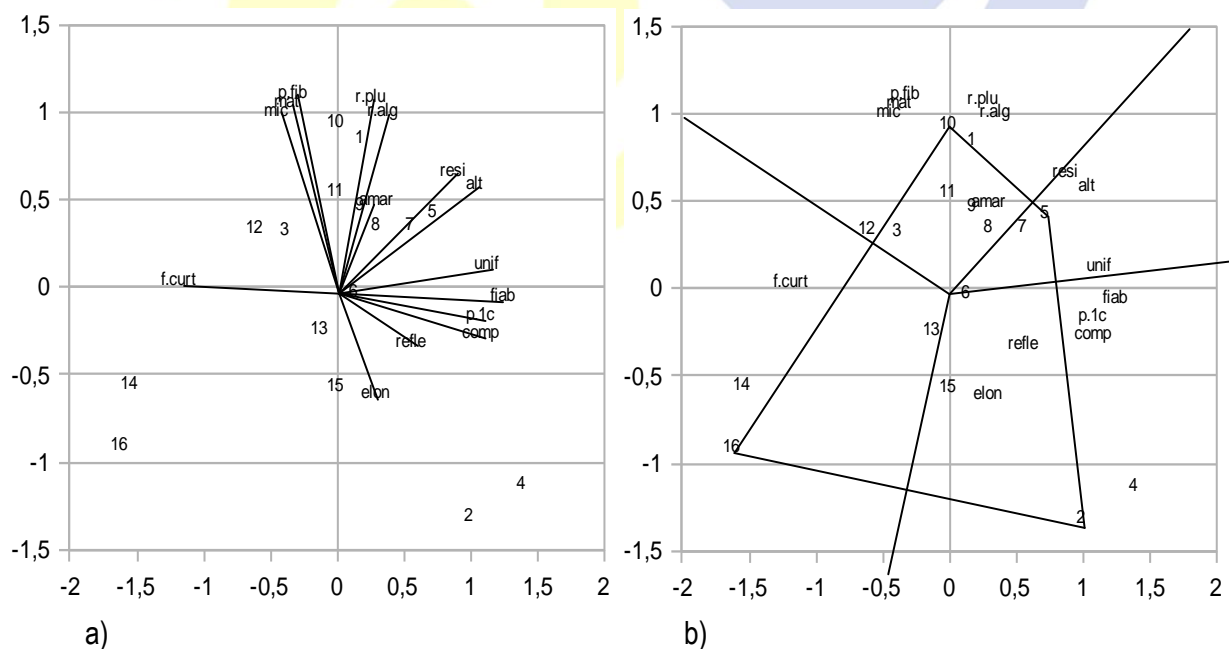 1,5 1,5
p.fib r.plu p.fib r.plu
mat mat
mic r.alg mic r.alg
1 10 1 1 10 1
resi resi
11 alt 11 alt
0,5 9 amar 5 0,5 9 amar 5
12 3 8 7 12 3 8 7
unif unif
f.curt f.curt
0 6 fiab 0 6 fiab
p.1c p.1c
13 comp 13 comp
refle refle
-0,5 14 15 elon -0,5 14 15 elon
16 16
-1 4 -1 4
2 2
-1,5 -1,5
-2 -1,5 -1 -0,5 0 0,5 1 1,5 2 -2 -1,5 -1 -0,5 0 0,5 1 1,5 2
a) b)